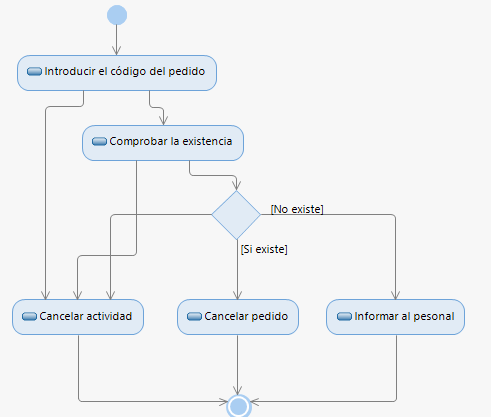 Introducir el código del pedido
Comprobar la existencia
[No existe]
[Si existe]
Cancelar actividad
Cancelar pedido
Informar al pesonal